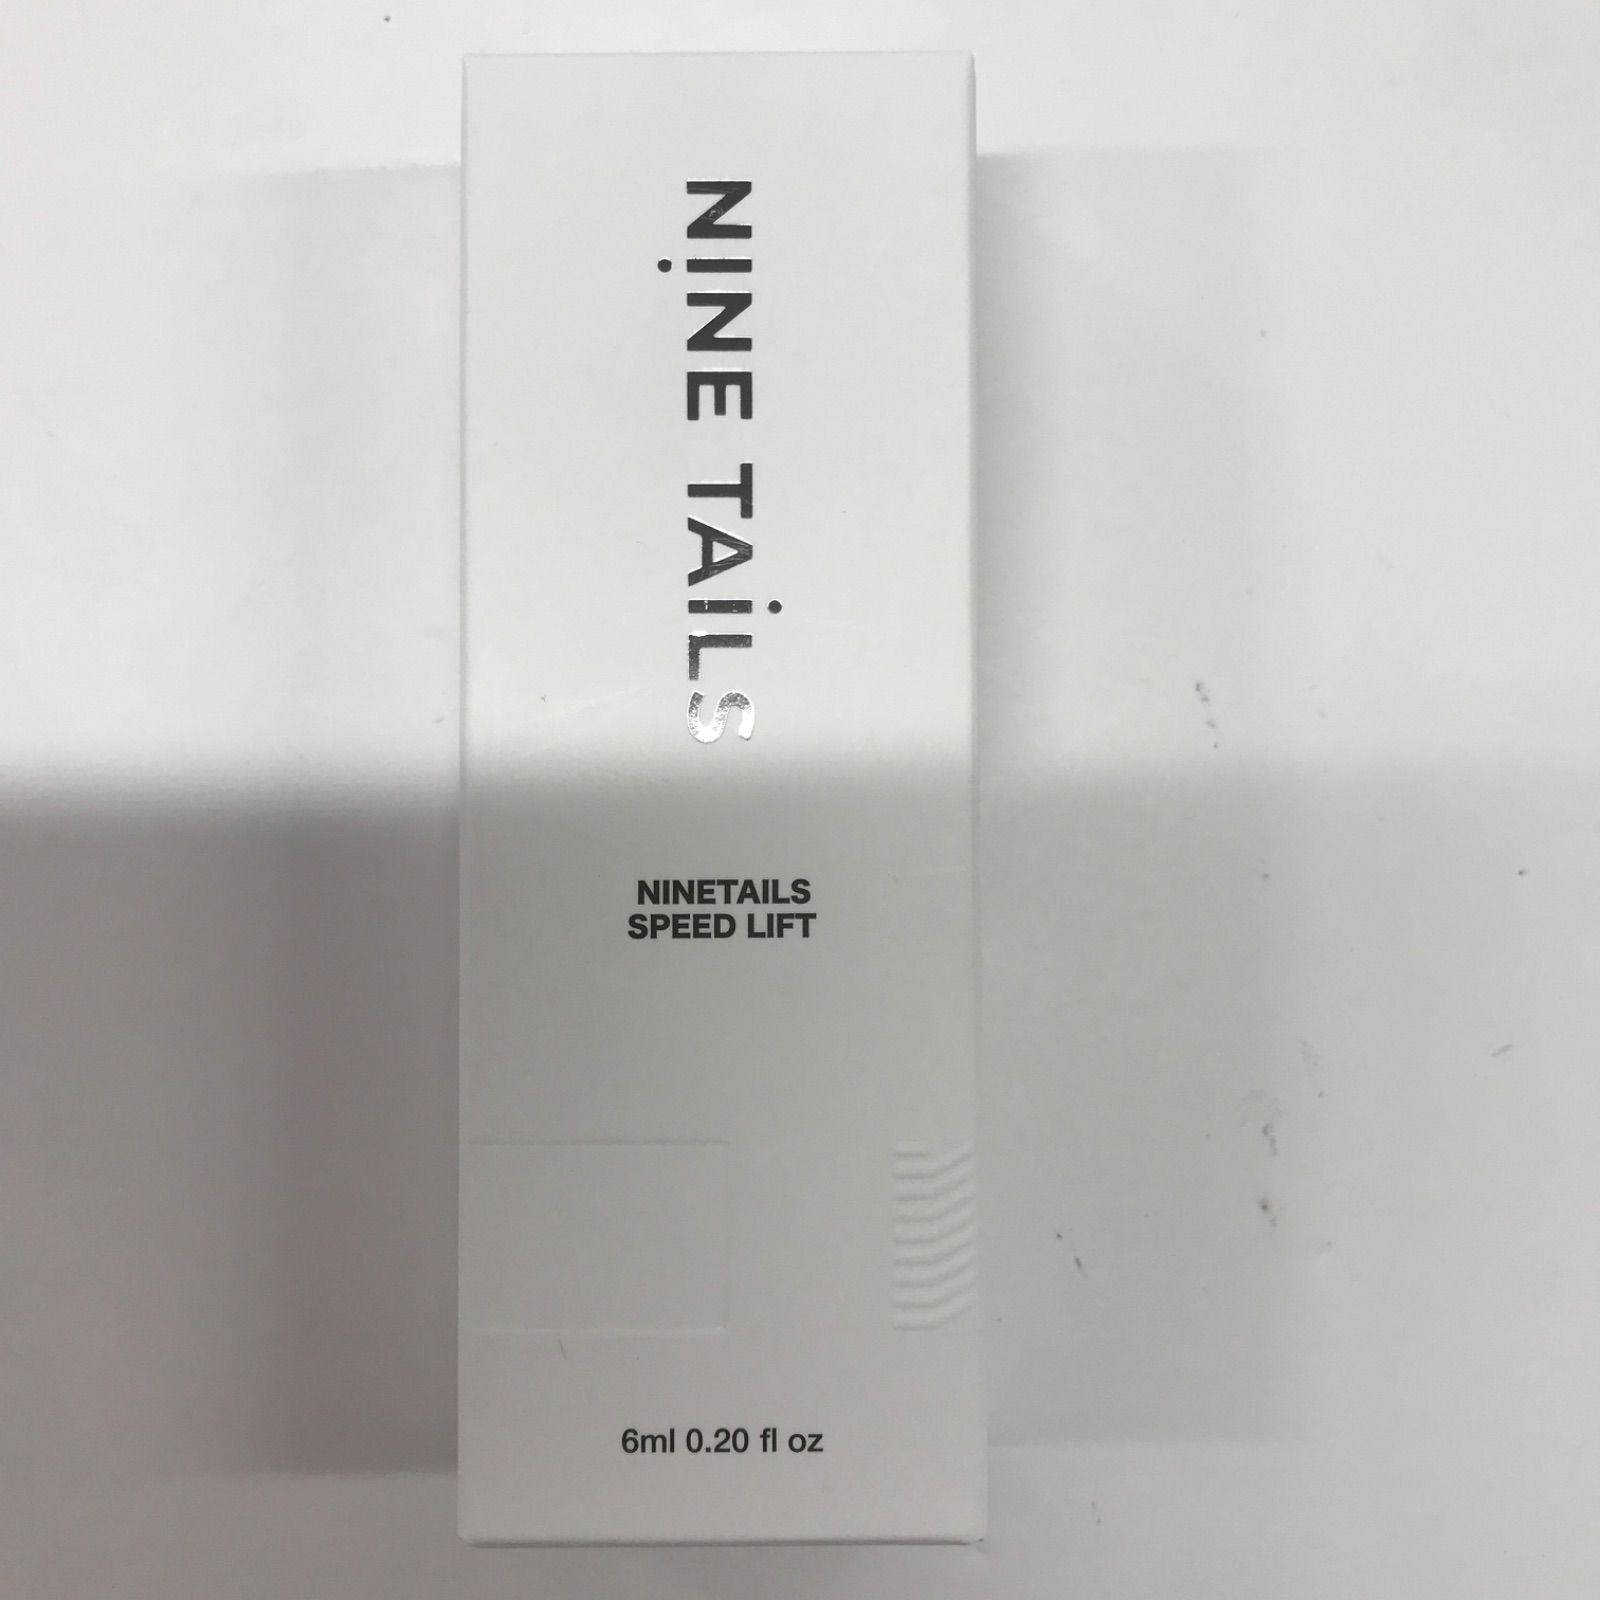 NINE TAiLS
NINETAILS
SPEED LIFT
6ml 0.20 fl oz